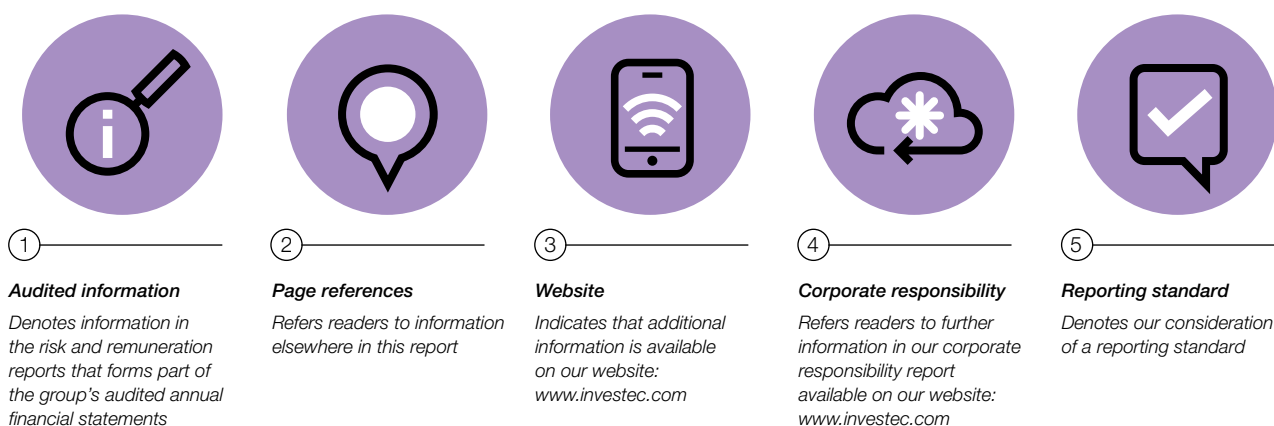 i
1
Audited information
Denotes information in
the risk and remuneration
reports that forms part of
the group's audited annual
financial statements
2
Page references
Refers readers to information
elsewhere in this report
3
Website
Indicates that additional
information is available
on our website:
www.investec.com
4
Corporate responsibility
Refers readers to further
information in our corporate
responsibility report
available on our website:
www.investec.com
5
Reporting standard
Denotes our consideration
of a reporting standard